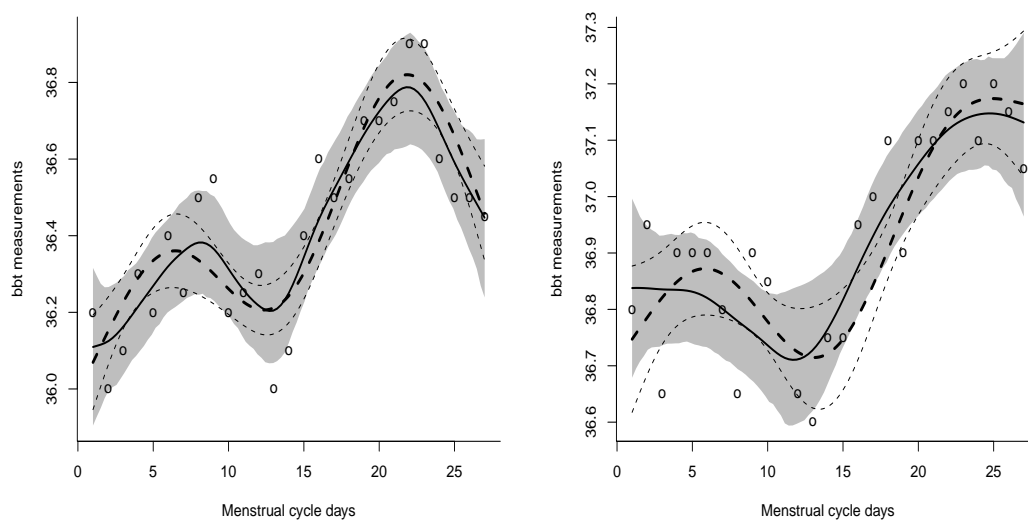 bbt measurements
36.8
36.6
36.4
36.2
36.0
0 5 10 15 20 25
Menstrual cycle days
bbt measurements
37.3
37.2
37.1
37.0
36.9
36.8
36.7
36.6
0 5 10 15 20 25
Menstrual cycle days